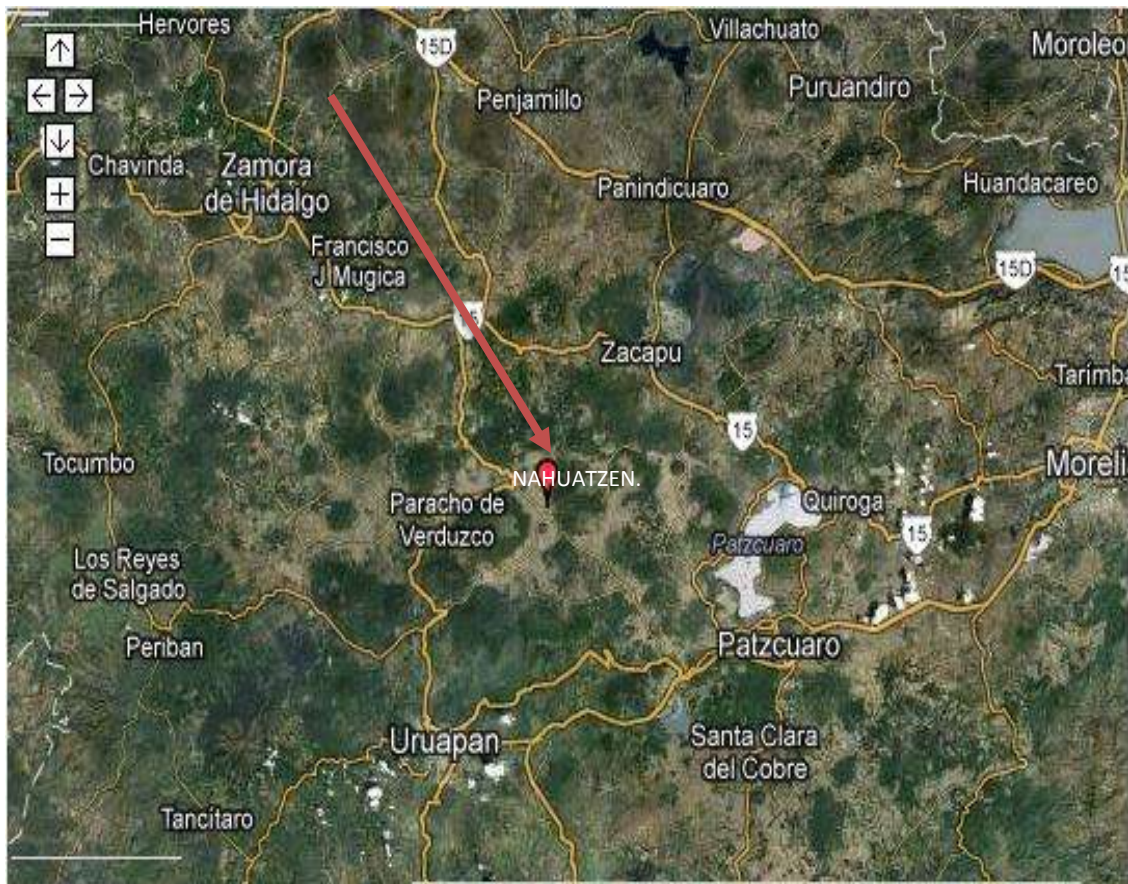 Hervores
15D
Villachuato
Moroleo
Penjamillo
Puruandiro
Chavinda
Zamora
de Hidalgo
Panindicuaro
Huandacareo
Francisco
J Mugica
15D
15
Zacapu
Tarimba
15
Tocumbo
Moreli
NAHUATZEN.
Paracho de
Verduzco
Quiroga
15
Patzcuaro
Los Reyes
de Salgado
Periban
Patzcuaro
Uruapan
Santa Clara
del Cobre
Tancítaro